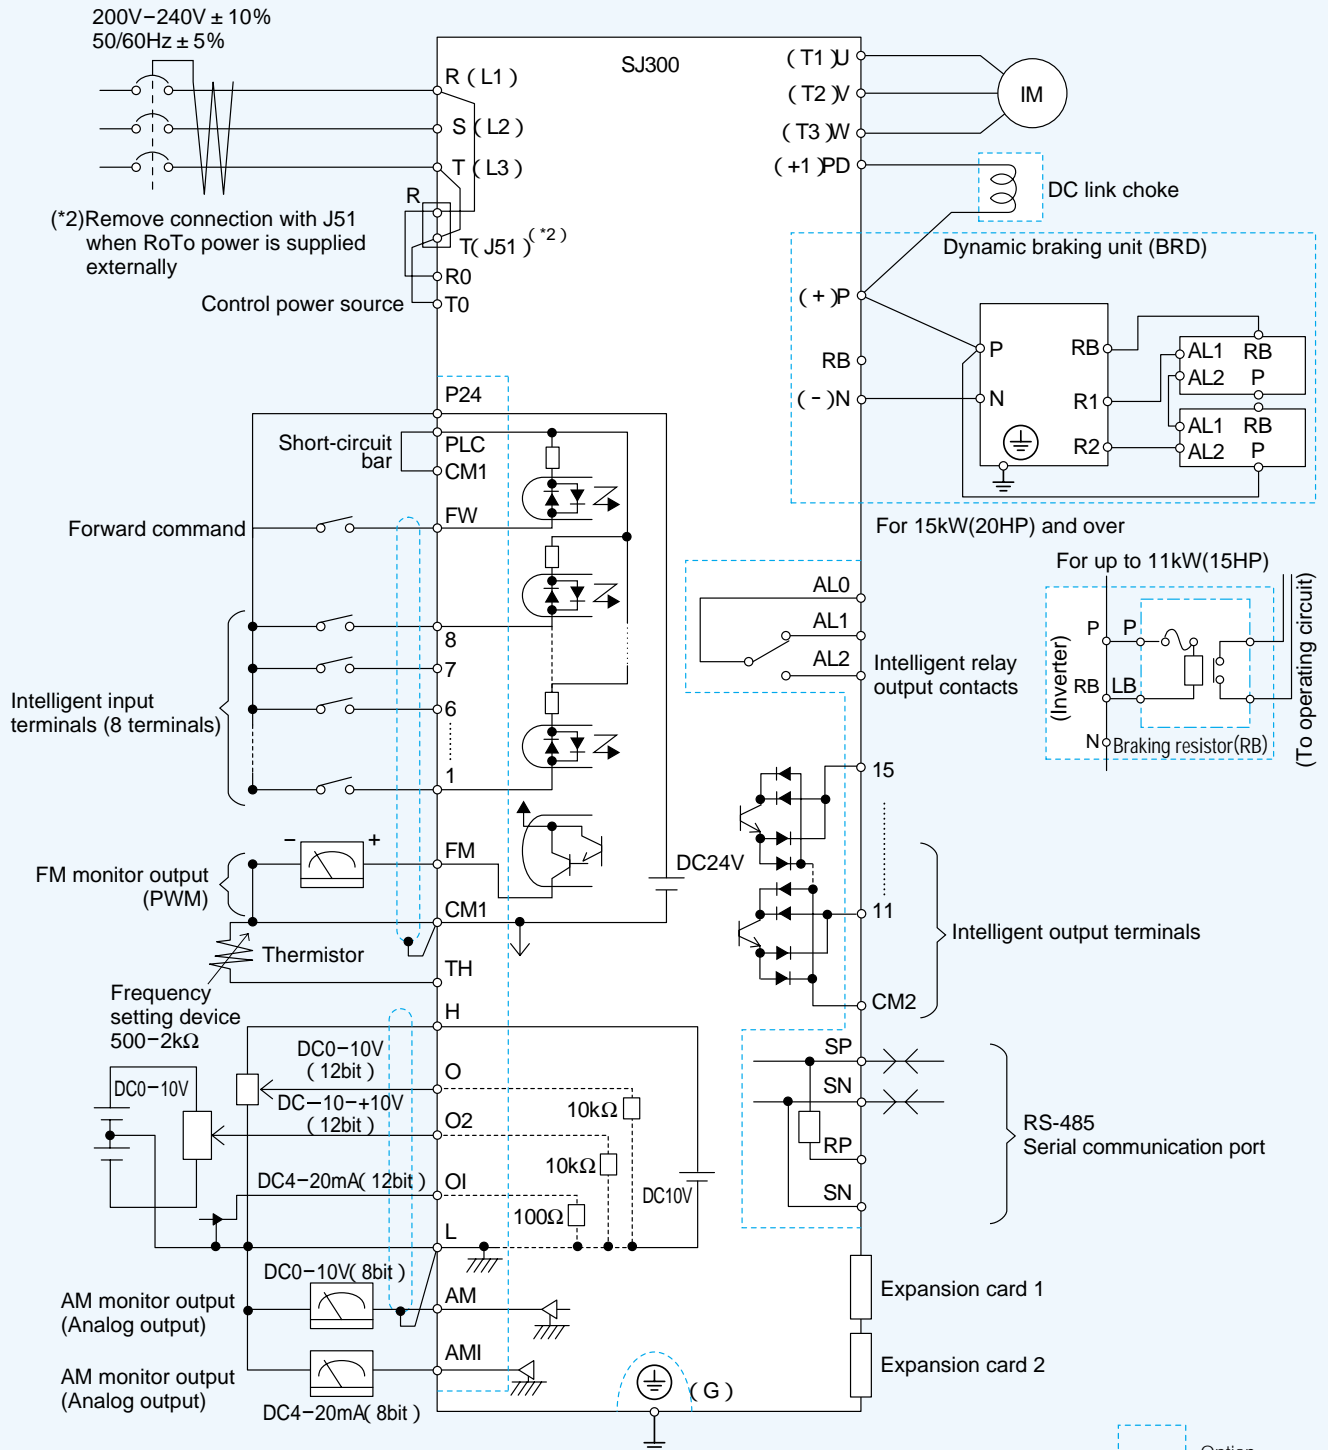 200V−240V ± 10%
50/60Hz ± 5%
SJ300
R ( L1 )
S ( L2 )
T ( L3 )
R
T( J51 )( *2 )
R0
T0
(*2)Remove connection with J51
when RoTo power is supplied
externally
Control power source
( T1 )U
( T2 )V
( T3 )W
( +1 )PD
IM
DC link choke
Dynamic braking unit (BRD)
( + )P
RB
( - )N
P
N
RB
R1
R2
AL1 RB
AL2 P
AL1 RB
AL2 P
For 15kW(20HP) and over
P24
Short-circuit
bar
PLC
CM1
Forward command
FW
8
7
6
1
Intelligent input
terminals (8 terminals)
− +
FM monitor output
(PWM)
FM
CM1
DC24V
Thermistor
TH
Frequency
setting device
500−2kΩ
AL0
AL1
AL2
Intelligent relay
output contacts
For up to 11kW(15HP)
(Inverter)
P P
RB LB
N
Braking resistor(RB)
(To operating circuit)
15
11
CM2
Intelligent output terminals
H
DC0−10V
( 12bit )
O
DC0−10V
DC−10−+10V
( 12bit )
O2
DC4−20mA( 12bit )
OI
L
10kΩ
10kΩ
100Ω
DC10V
SP
SN
RP
SN
RS-485
Serial communication port
DC0−10V( 8bit )
AM monitor output
(Analog output)
AM
AM monitor output
(Analog output)
AMI
DC4−20mA( 8bit )
( G )
Expansion card 1
Expansion card 2
Option